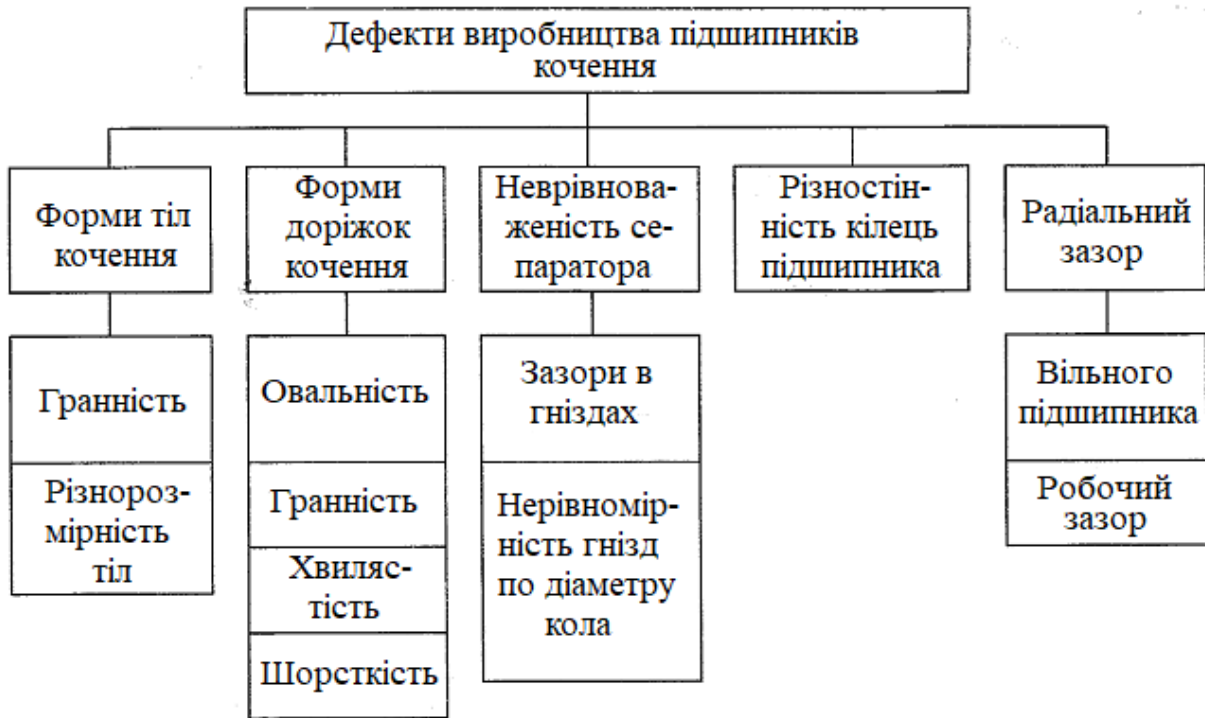 Дефекти виробництва підшипників
кочення
Форми тіл
кочення
Форми
доріжок
кочення
Неврівнова-
женість се-
паратора
Різностін-
ність кілець
підшипника
Радіальний
зазор
Гранність
Різнороз-
мірність
тіл
Овальність
Гранність
Хвиляс-
тість
Шорсткість
Зазори в
гніздах
Нерівномір-
ність гнізд
по діаметру
кола
Вільного
підшипника
Робочий
зазор